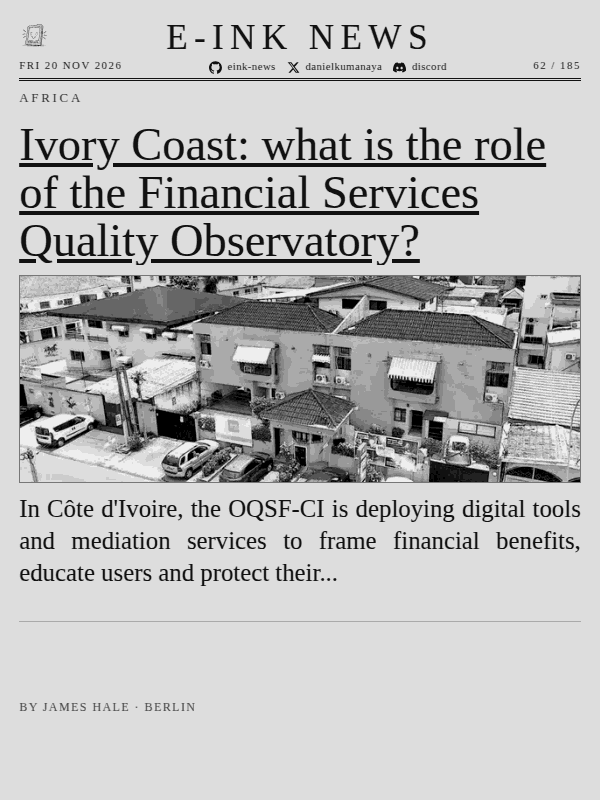 E-INK NEWS
FRI 20 NOV 2026
eink-news danielkumanaya discord
62 / 185
AFRICA
Ivory Coast: what is the role
of the Financial Services
Quality Observatory?
In Côte d'Ivoire, the OQSF-CI is deploying digital tools
and mediation services to frame financial benefits,
educate users and protect their...
BY JAMES HALE · BERLIN